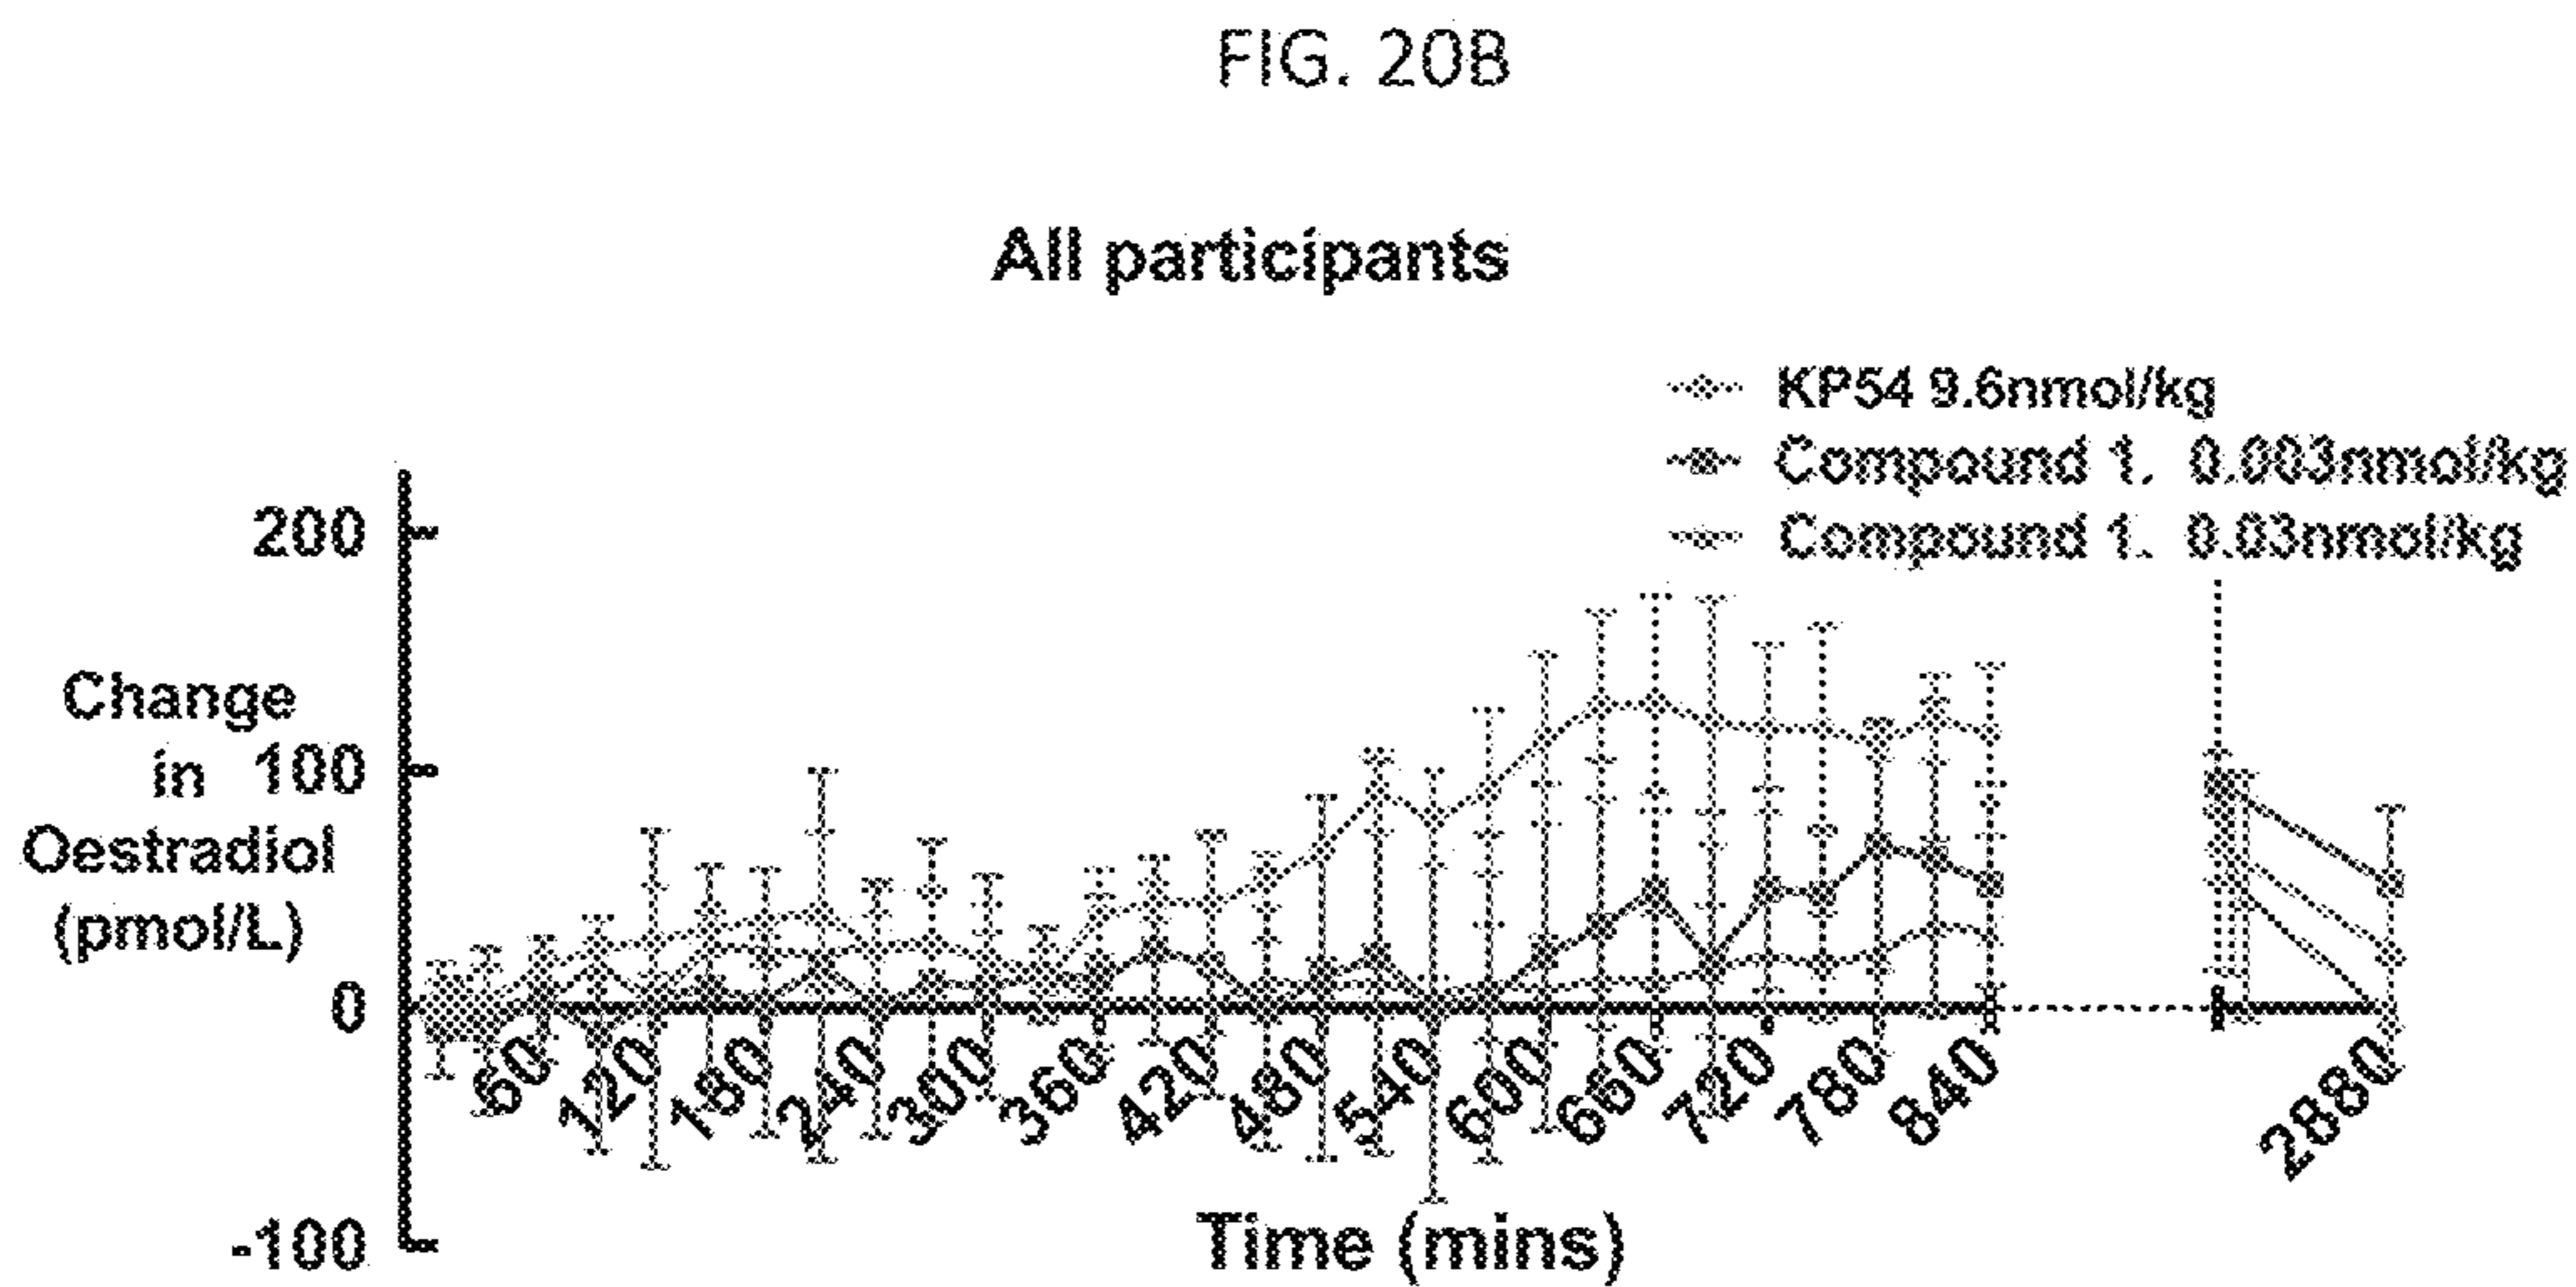 FIG. 20B
All participants
KP54 9.6nmol/kg
Compound 1. 0.003nmol/kg
Compound 1. 0.03nmol/kg
200
100
0
-100
Change
in
Oestradiol
(pmol/L)
60
120
180
240
300
360
420
480
540
600
660
720
780
840
2880
Time (mins)